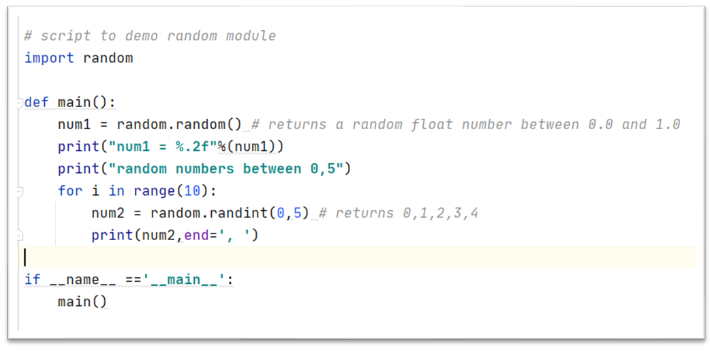 # script to demo random module
import random
def main():
num1 = random.random() # returns a random float number between 0.0 and 1.0
print("num1 = %.2f"%(num1))
print("random numbers between 0,5")
for i in range(10):
num2 = random.randint(0,5) # returns 0,1,2,3,4
print(num2,end=', ')
if __name__ =='__main__':
main()